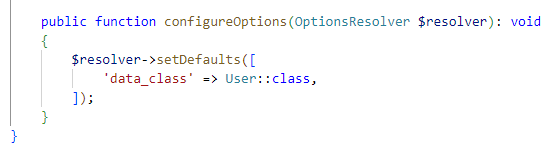 public function configureOptions(OptionsResolver $resolver): void
{
$resolver->setDefaults([
'data_class' => User::class,
]);
}
}